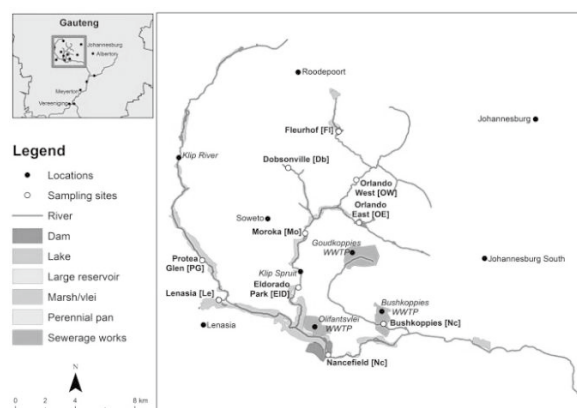 Gauteng
Johannesburg
Alberton
Meyerton
Vereeniging
Legend
Locations
Sampling sites
River
Dam
Lake
Large reservoir
Marsh/vlei
Perennial pan
Sewerage works
N
0 2 4 8 km
Roodepoort
Johannesburg
Fleurhof [Fl]
Klip River
Dobsonville [Db]
Orlando
West [OW]
Orlando
East [OE]
Soweto
Moroka [Mo]
Goudkoppies
WWTP
Protea
Glen [PG]
Klip Spruit
Johannesburg South
Eldorado
Park [ElD]
Lenasia [Le]
Bushkoppies
WWTP
Olifantsvlei
WWTP
Lenasia
Bushkoppies [Nc]
Nancefield [Nc]